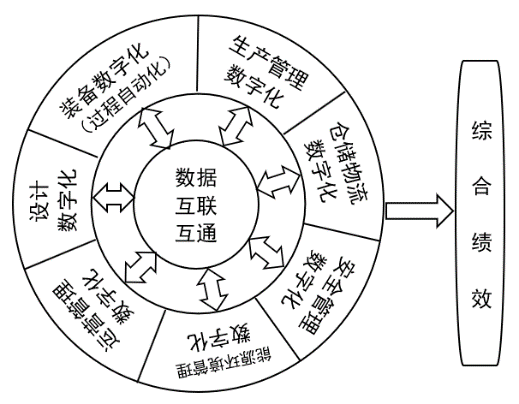 装备数字化
（过程自动化）
生产管理
数字化
仓储物流
数字化
安全管理
数字化
能源环境管理
数字化
运营管理
数字化
设计
数字化
数据
互联
互通
综
合
绩
效